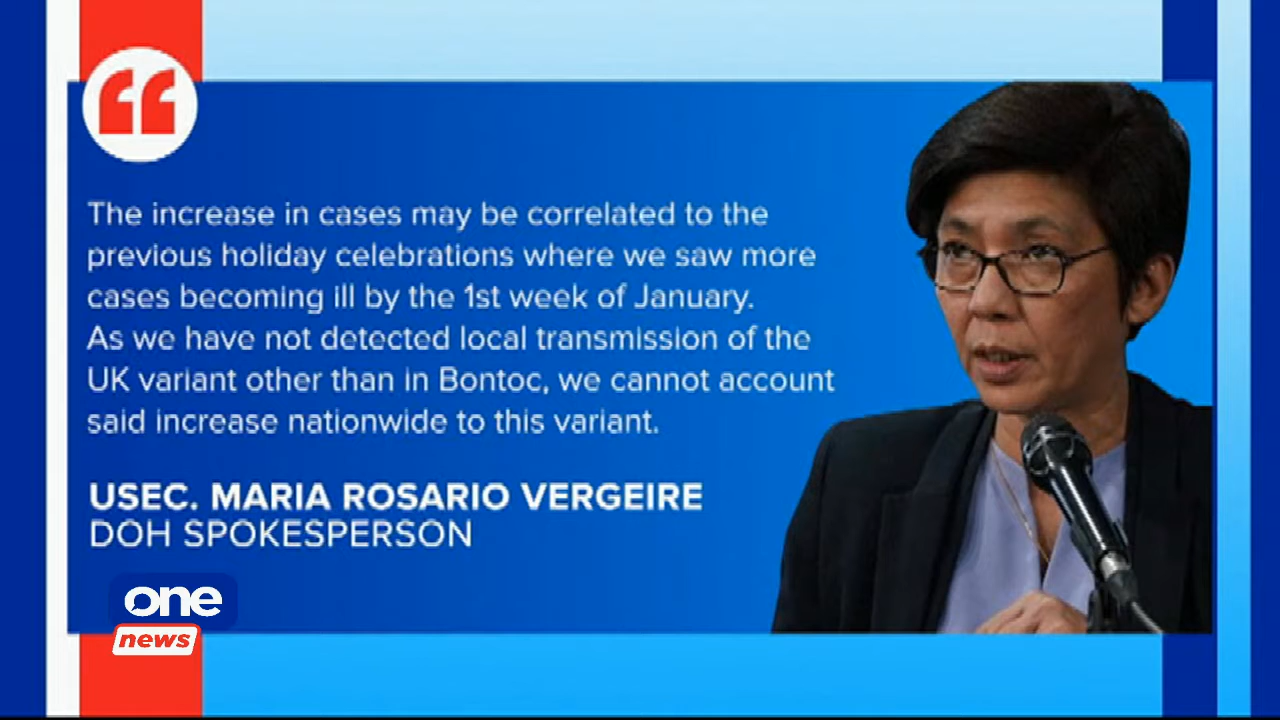 The increase in cases may be correlated to the
previous holiday celebrations where we saw more
cases becoming ill by the 1st week of January.
As we have not detected local transmission of the
UK variant other than in Bontoc, we cannot account
said increase nationwide to this variant.
USEC. MARIA ROSARIO VERGEIRE
DOH SPOKESPERSON
one
news